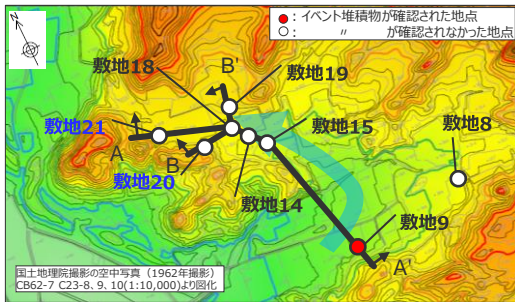 ●：イベント堆積物が確認された地点
○：　〃　が確認されなかった地点
N
敷地18
B'
敷地19
敷地21
敷地15
敷地8
A
B
敷地20
敷地14
敷地9
A'
国土地理院撮影の空中写真（1962年撮影）
CB62-7 C23-8. 9. 10(1:10,000)より図化